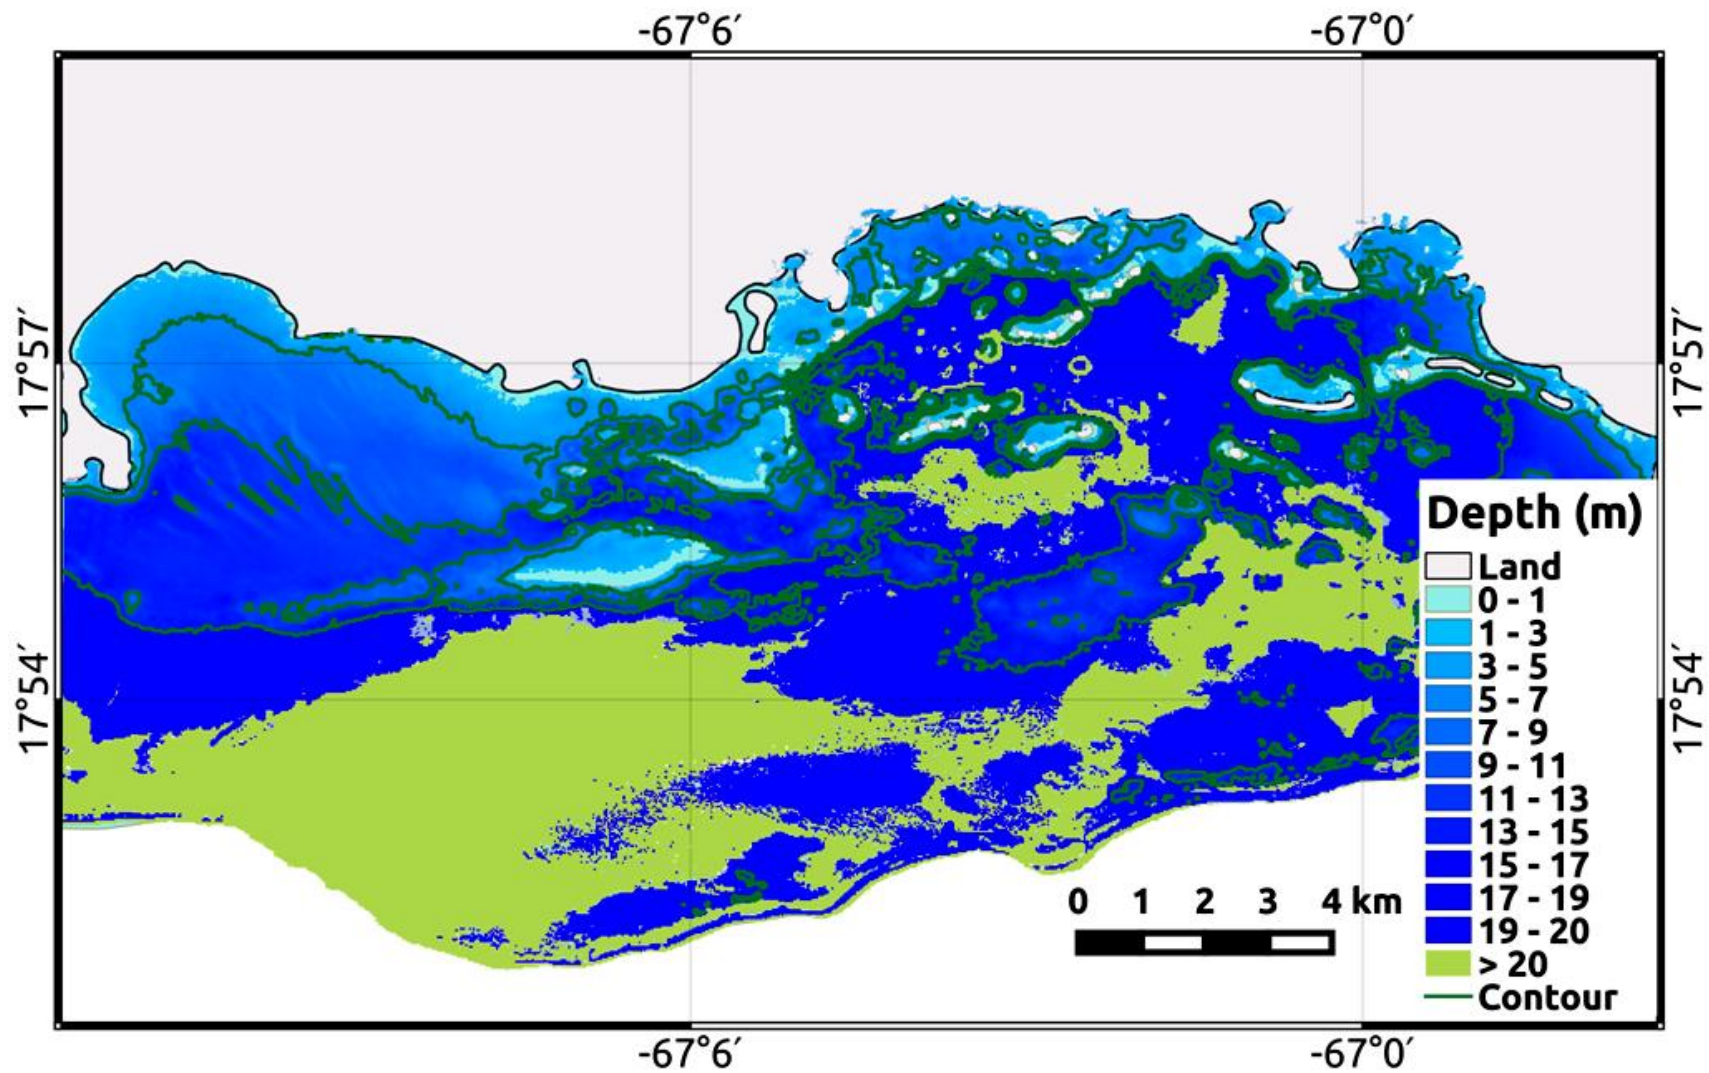 -67°6′ -67°0′
17°57′ 17°57′
17°54′ 17°54′
Depth (m)
Land
0 - 1
1 - 3
3 - 5
5 - 7
7 - 9
9 - 11
11 - 13
13 - 15
15 - 17
17 - 19
19 - 20
> 20
Contour
0 1 2 3 4 km
-67°6′ -67°0′